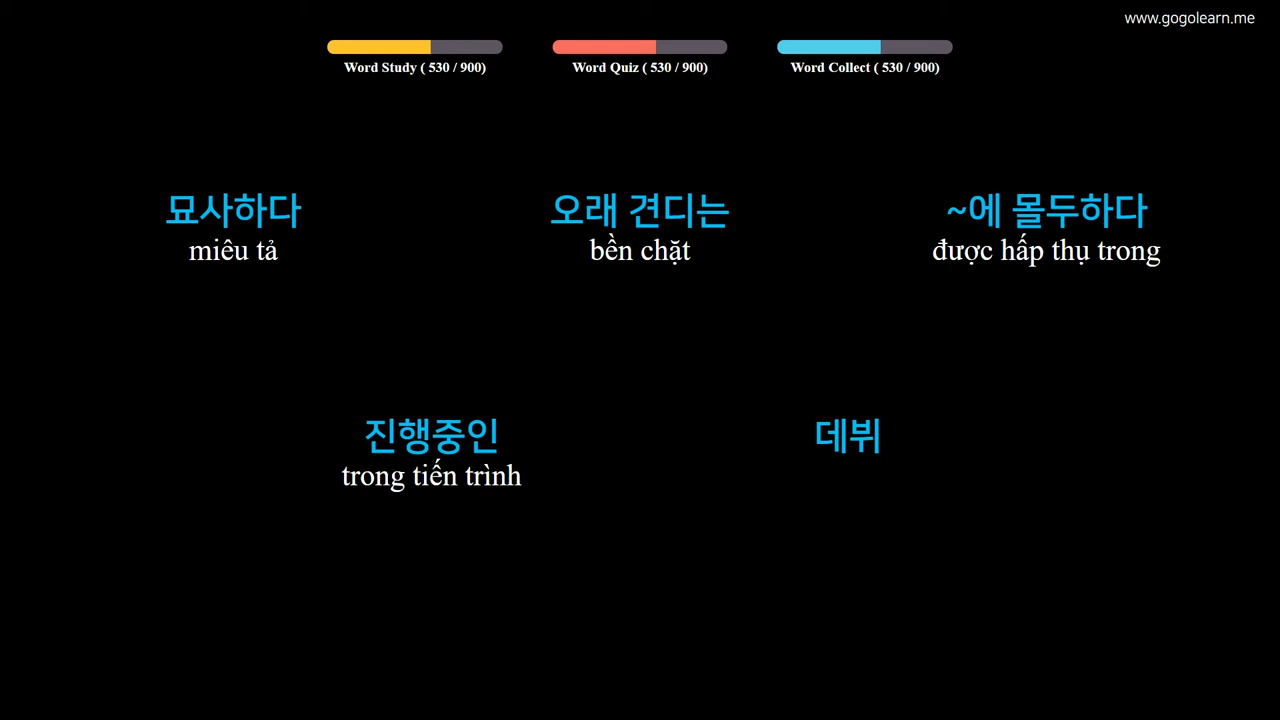 www.gogolearn.me
Word Study ( 530 / 900)
Word Quiz ( 530 / 900)
Word Collect ( 530 / 900)
묘사하다
miêu tả
오래 견디는
bền chặt
~에 몰두하다
được hấp thụ trong
진행중인
trong tiến trình
데뷔